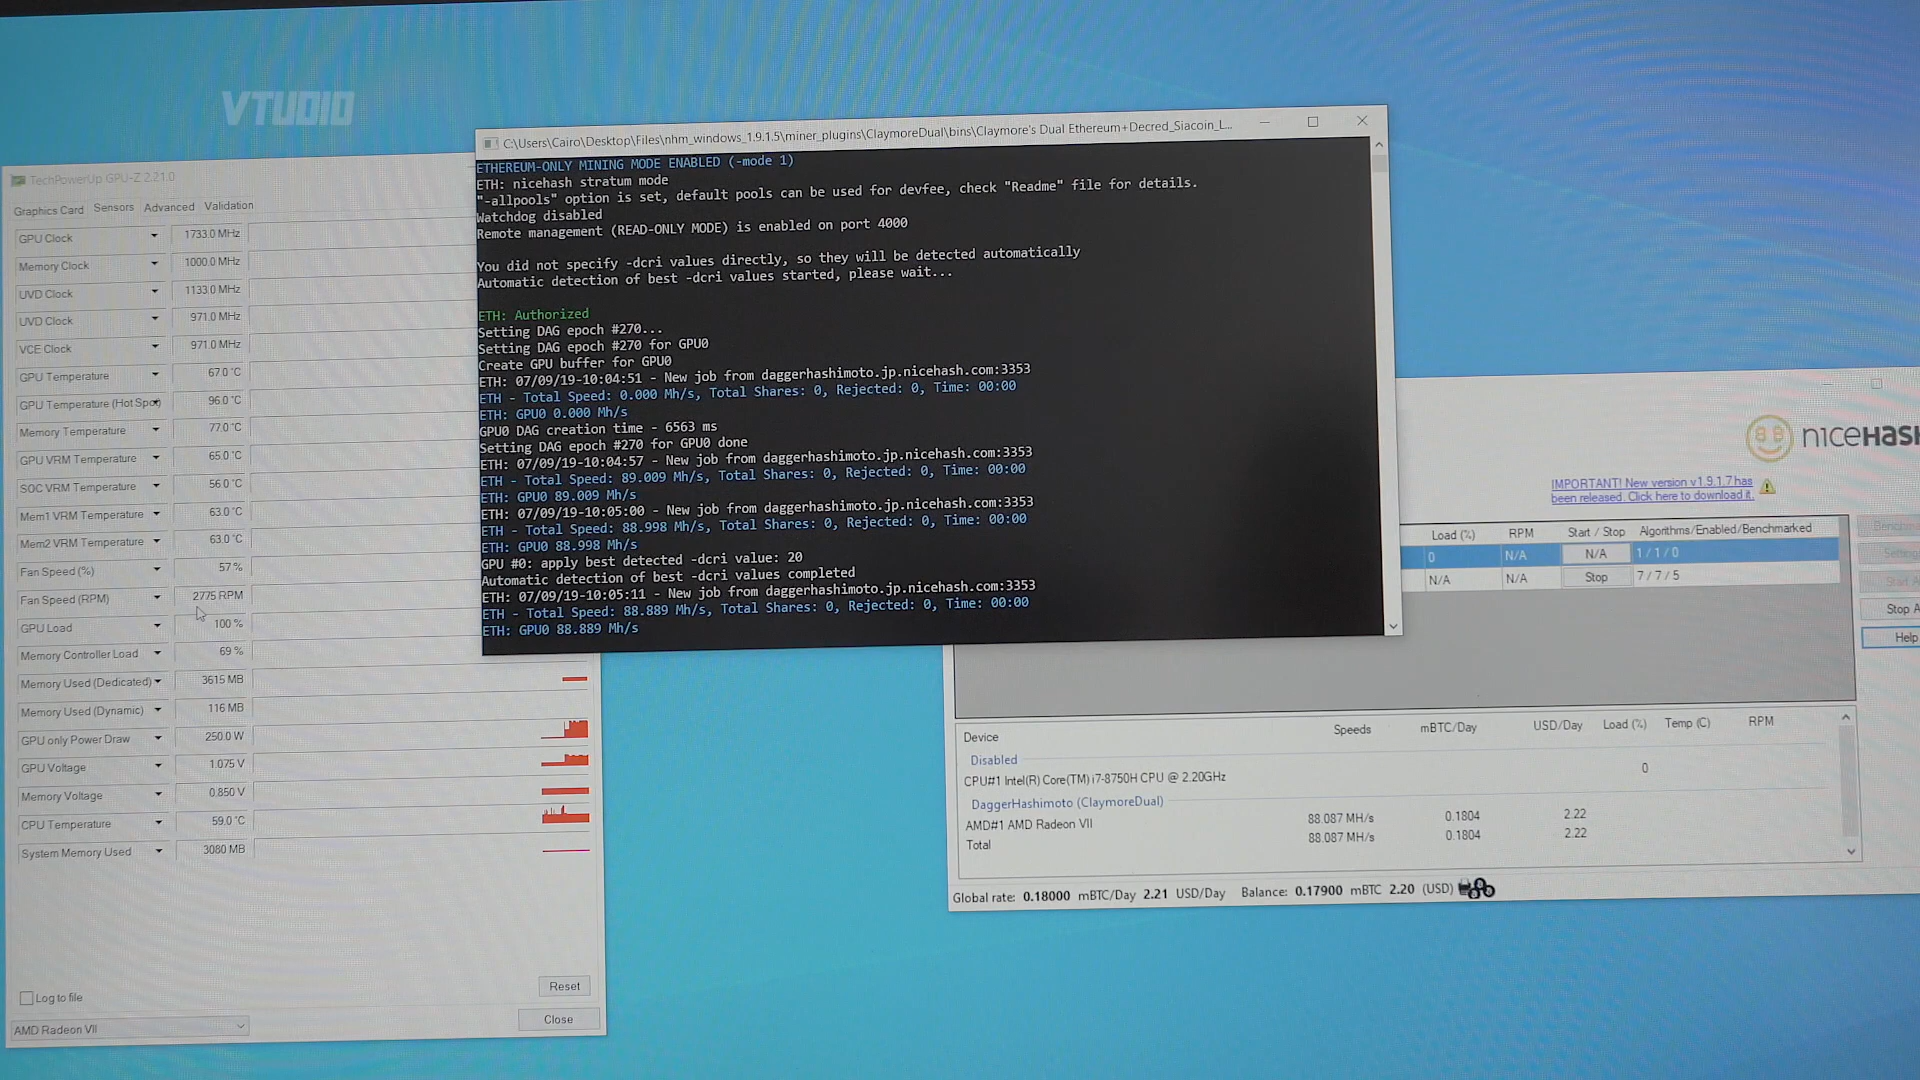 VTUDIO
TechPowerUp GPU-Z 2.21.0
Graphics Card Sensors Advanced Validation
GPU Clock 1733.0 MHz
Memory Clock 1000.0 MHz
UVD Clock 1133.0 MHz
UVD Clock 971.0 MHz
VCE Clock 971.0 MHz
GPU Temperature 67.0 °C
GPU Temperature (Hot Spot) 96.0 °C
Memory Temperature 77.0 °C
GPU VRM Temperature 65.0 °C
SOC VRM Temperature 56.0 °C
Mem1 VRM Temperature 63.0 °C
Mem2 VRM Temperature 63.0 °C
Fan Speed (%) 57 %
Fan Speed (RPM) 2775 RPM
GPU Load 100 %
Memory Controller Load 69 %
Memory Used (Dedicated) 3615 MB
Memory Used (Dynamic) 116 MB
GPU only Power Draw 250.0 W
GPU Voltage 1.075 V
Memory Voltage 0.850 V
CPU Temperature 59.0 °C
System Memory Used 3080 MB
Log to file
Reset
AMD Radeon VII
Close
C:\Users\Cairo\Desktop\Files\nhm_windows_1.9.1.5\miner_plugins\ClaymoreDual\bins\Claymore's Dual Ethereum+Decred_Siacoin_L...
ETHEREUM-ONLY MINING MODE ENABLED (-mode 1)
ETH: nicehash stratum mode
"-allpools" option is set, default pools can be used for devfee, check "Readme" file for details.
Watchdog disabled
Remote management (READ-ONLY MODE) is enabled on port 4000
You did not specify -dcri values directly, so they will be detected automatically
Automatic detection of best -dcri values started, please wait...
ETH: Authorized
Setting DAG epoch #270...
Setting DAG epoch #270 for GPU0
Create GPU buffer for GPU0
ETH: 07/09/19-10:04:51 - New job from daggerhashimoto.jp.nicehash.com:3353
ETH - Total Speed: 0.000 Mh/s, Total Shares: 0, Rejected: 0, Time: 00:00
ETH: GPU0 0.000 Mh/s
GPU0 DAG creation time - 6563 ms
Setting DAG epoch #270 for GPU0 done
ETH: 07/09/19-10:04:57 - New job from daggerhashimoto.jp.nicehash.com:3353
ETH - Total Speed: 89.009 Mh/s, Total Shares: 0, Rejected: 0, Time: 00:00
ETH: GPU0 89.009 Mh/s
ETH: 07/09/19-10:05:00 - New job from daggerhashimoto.jp.nicehash.com:3353
ETH - Total Speed: 88.998 Mh/s, Total Shares: 0, Rejected: 0, Time: 00:00
ETH: GPU0 88.998 Mh/s
GPU #0: apply best detected -dcri value: 20
Automatic detection of best -dcri values completed
ETH: 07/09/19-10:05:11 - New job from daggerhashimoto.jp.nicehash.com:3353
ETH - Total Speed: 88.889 Mh/s, Total Shares: 0, Rejected: 0, Time: 00:00
ETH: GPU0 88.889 Mh/s
niceHASH
IMPORTANT! New version v1.9.1.7 has
been released. Click here to download it.
Load (%) RPM Start / Stop Algorithms/Enabled/Benchmarked
0 N/A N/A 1 / 1 / 0
N/A N/A Stop 7 / 7 / 5
Benchmar
Setting
Start A
Stop A
Help
Device Speeds mBTC/Day USD/Day Load (%) Temp (C) RPM
Disabled
CPU#1 Intel(R) Core(TM) i7-8750H CPU @ 2.20GHz 0
DaggerHashimoto (ClaymoreDual)
AMD#1 AMD Radeon VII 88.087 MH/s 0.1804 2.22
Total 88.087 MH/s 0.1804 2.22
Global rate: 0.18000 mBTC/Day 2.21 USD/Day Balance: 0.17900 mBTC 2.20 (USD)